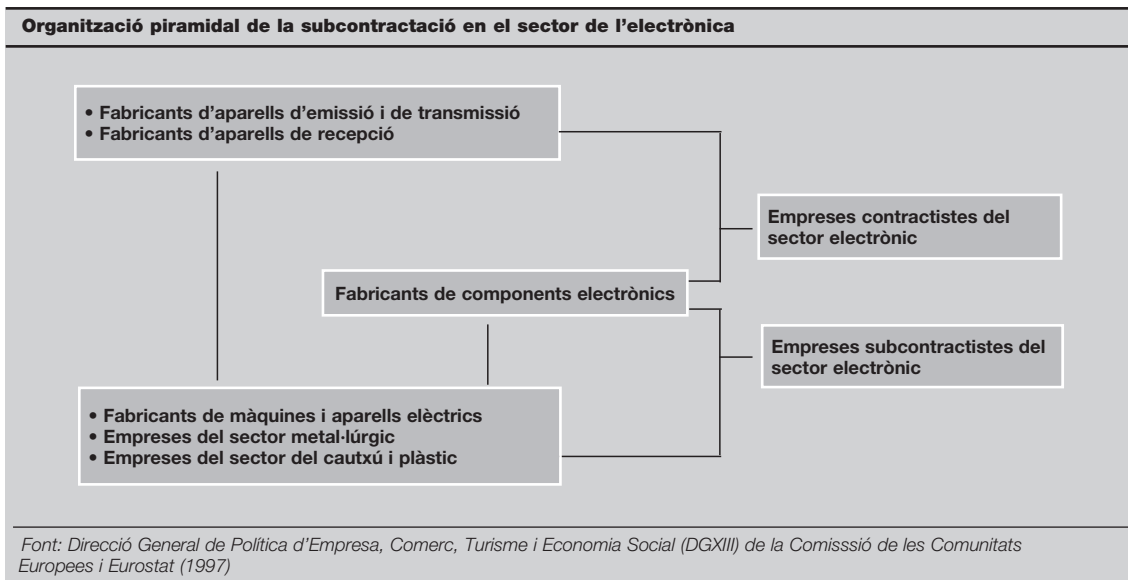 Organització piramidal de la subcontractació en el sector de l'electrònica
• Fabricants d'aparells d'emissió i de transmissió
• Fabricants d'aparells de recepció
Empreses contractistes del
sector electrònic
Fabricants de components electrònics
Empreses subcontractistes del
sector electrònic
• Fabricants de màquines i aparells elèctrics
• Empreses del sector metal·lúrgic
• Empreses del sector del cautxú i plàstic
Font: Direcció General de Política d'Empresa, Comerc, Turisme i Economia Social (DGXIII) de la Comisssió de les Comunitats
Europees i Eurostat (1997)